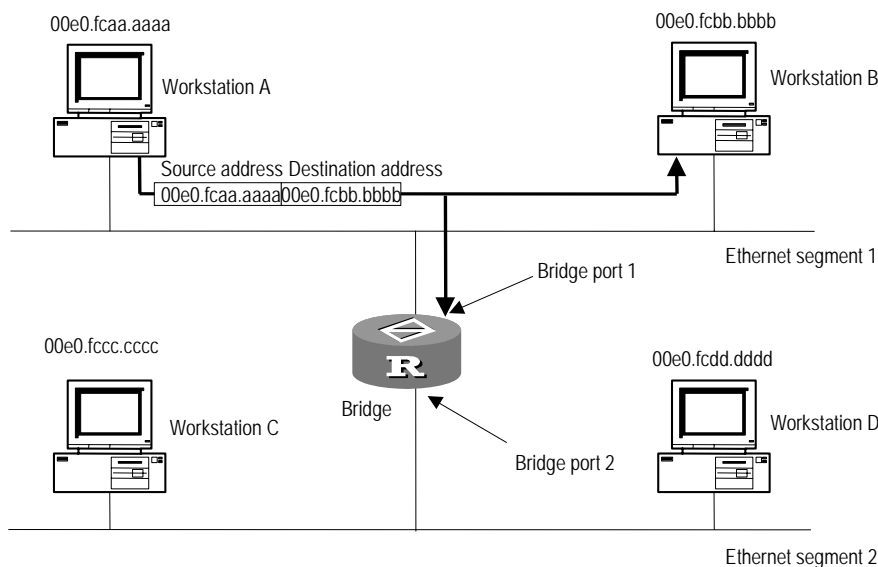 00e0.fcaa.aaaa
00e0.fcbb.bbbb
Workstation A
Workstation B
Source address Destination address
00e0.fcaa.aaaa 00e0.fcbb.bbbb
Ethernet segment 1
Bridge port 1
00e0.fccc.cccc
00e0.fcdd.dddd
R
Bridge
Workstation C
Workstation D
Bridge port 2
Ethernet segment 2